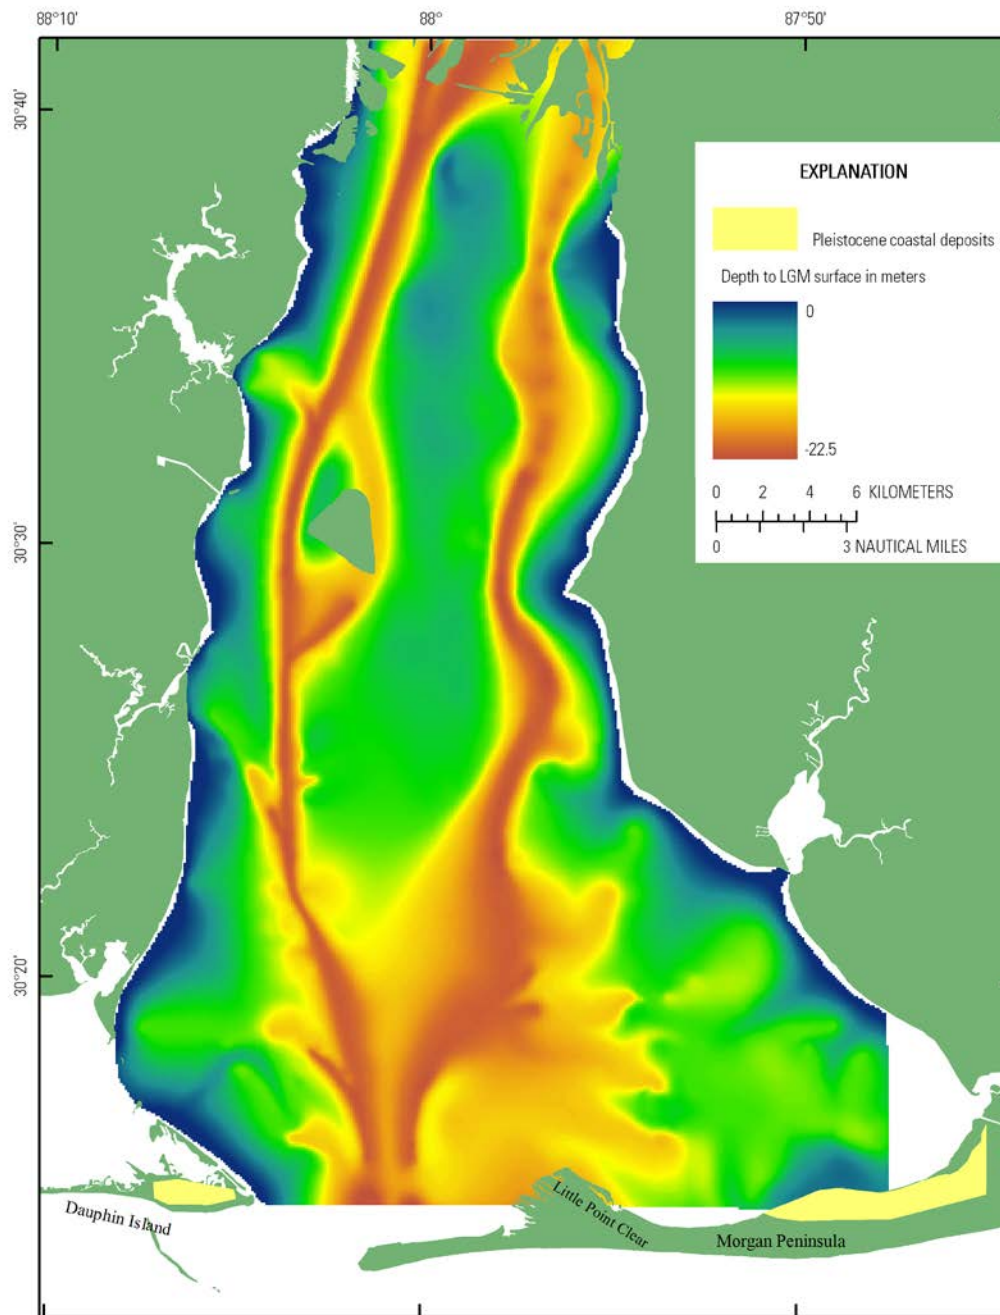 88°10'
88°
87°50'
30°40'
30°30'
30°20'
EXPLANATION
Pleistocene coastal deposits
Depth to LGM surface in meters
0
-22.5
0 2 4 6 KILOMETERS
0 3 NAUTICAL MILES
Dauphin Island
Little Point Clear
Morgan Peninsula